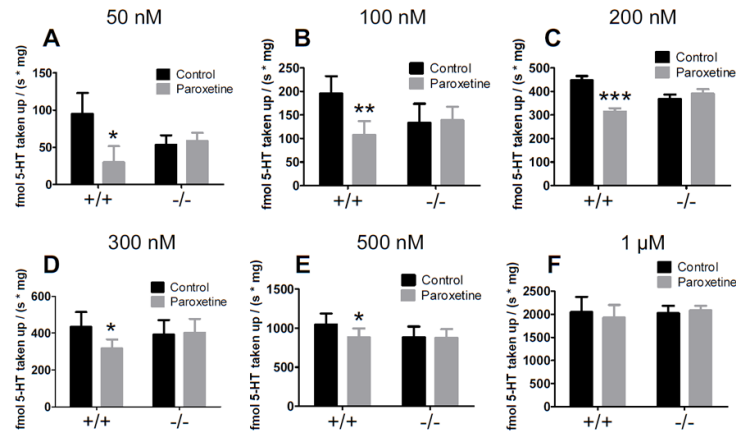 50 nM
100 nM
200 nM
A
B
C
fmol 5-HT taken up / (s * mg)
150
100
50
0
Control
Paroxetine
*
+/+
-/-
fmol 5-HT taken up / (s * mg)
250
200
150
100
50
0
Control
Paroxetine
**
+/+
-/-
fmol 5-HT taken up / (s * mg)
500
400
300
200
100
0
Control
Paroxetine
***
+/+
-/-
300 nM
500 nM
1 µM
D
E
F
fmol 5-HT taken up / (s * mg)
600
400
200
0
Control
Paroxetine
*
+/+
-/-
fmol 5-HT taken up / (s * mg)
1500
1000
500
0
Control
Paroxetine
*
+/+
-/-
fmol 5-HT taken up / (s * mg)
2500
2000
1500
1000
500
0
Control
Paroxetine
+/+
-/-